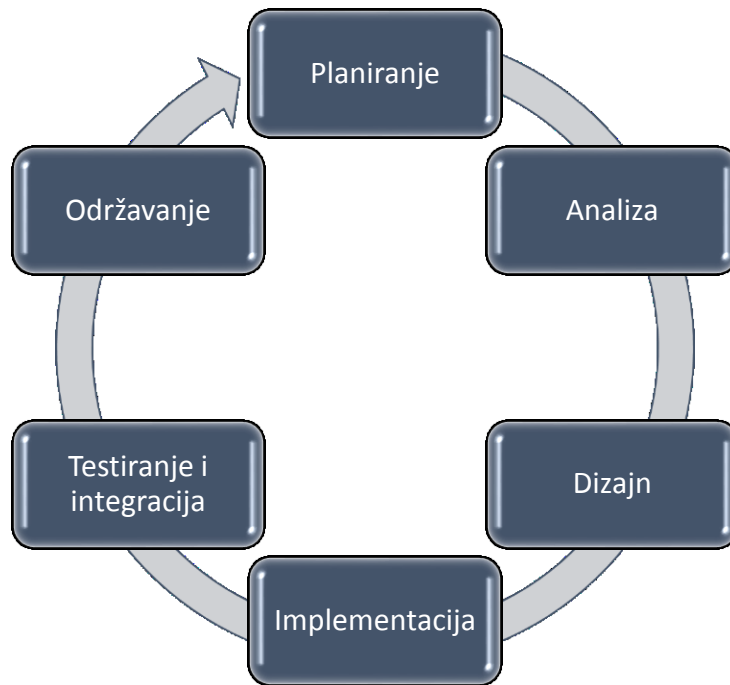 Planiranje
Analiza
Dizajn
Implementacija
Testiranje i
integracija
Održavanje